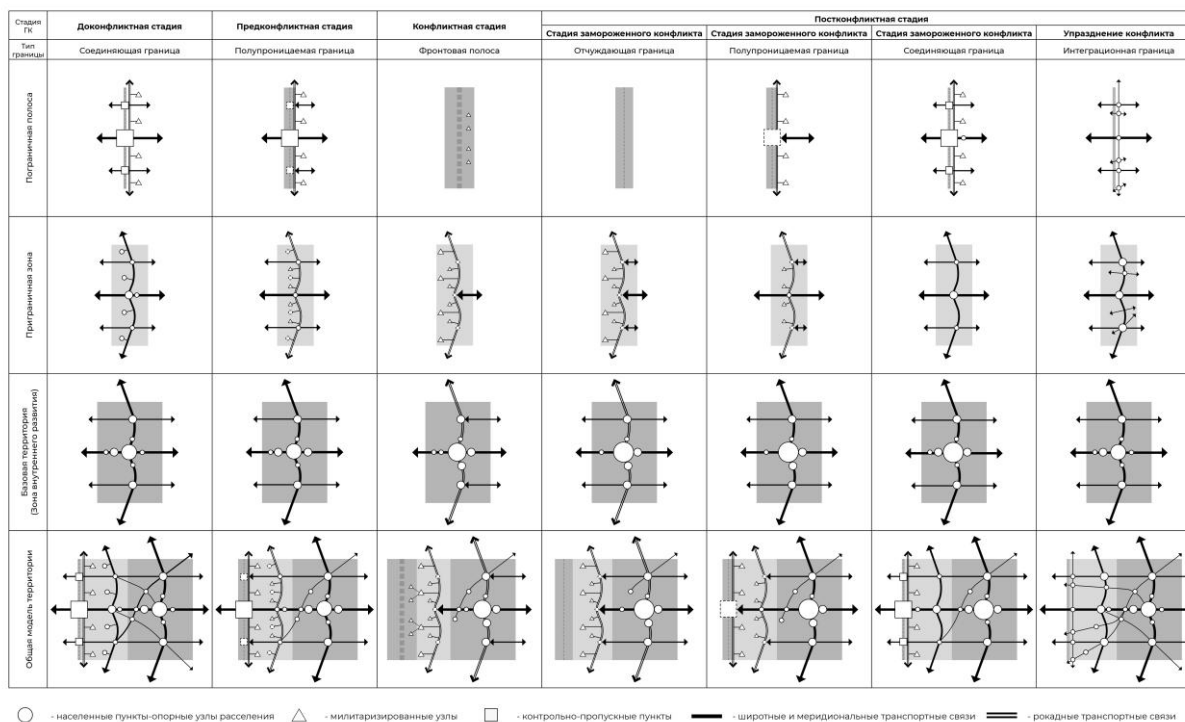 Стадия
ГК
Доконфликтная стадия
Предконфликтная стадия
Конфликтная стадия
Постконфликтная стадия
Стадия замороженного конфликта
Стадия замороженного конфликта
Стадия замороженного конфликта
Упразднение конфликта
Тип
границы
Соединяющая граница
Полупроницаемая граница
Фронтовая полоса
Отчуждающая граница
Полупроницаемая граница
Соединяющая граница
Интеграционная граница
Пограничная полоса
Приграничная зона
Базовая территория
(Зона внутреннего развития)
Общая модель территории
- населенные пункты-опорные узлы расселения
- милитаризированные узлы
- контрольно-пропускные пункты
- широтные и меридиональные транспортные связи
- рокадные транспортные связи